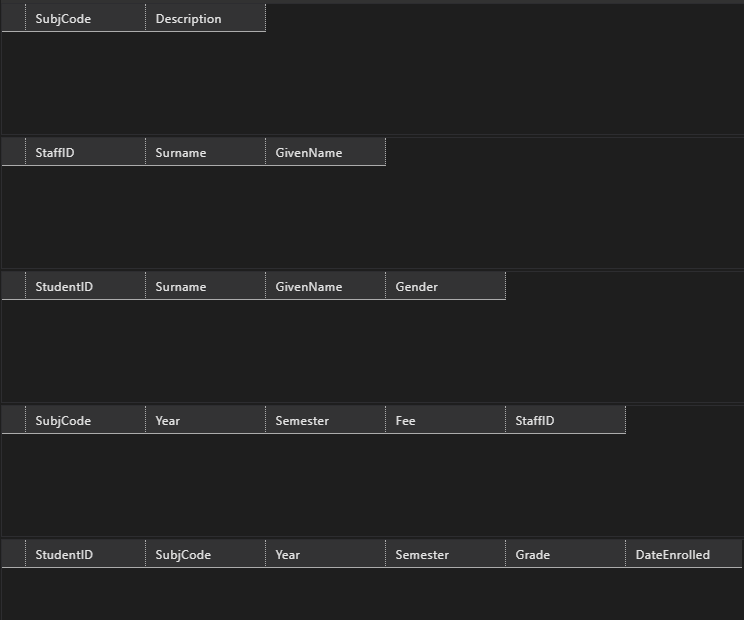 SubjCode Description
StaffID Surname GivenName
StudentID Surname GivenName Gender
SubjCode Year Semester Fee StaffID
StudentID SubjCode Year Semester Grade DateEnrolled